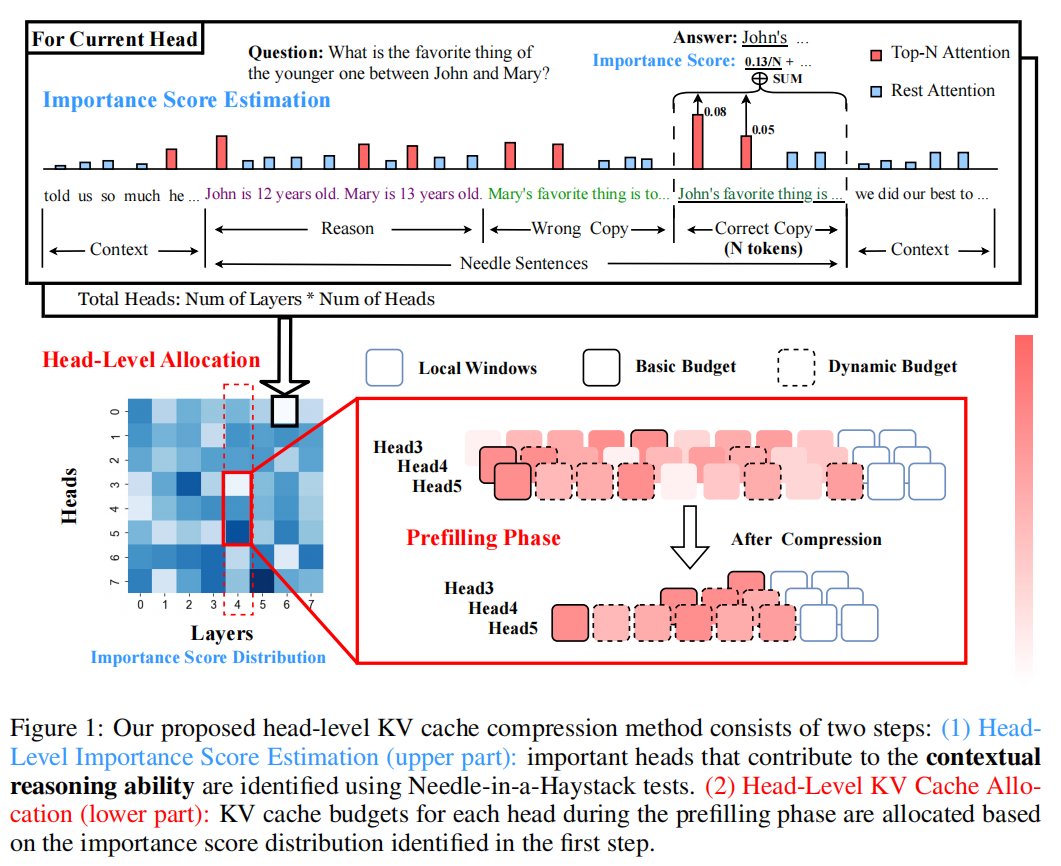 For Current Head
Question: What is the favorite thing of
the younger one between John and Mary?
Answer: John's ...
Importance Score: 0.13/N + ...
SUM
Top-N Attention
Rest Attention
Importance Score Estimation
0.08
0.05
told us so much he ... John is 12 years old. Mary is 13 years old. Mary's favorite thing is to... John's favorite thing is ... we did our best to ...
Context
Reason
Wrong Copy
Correct Copy
(N tokens)
Context
Needle Sentences
Total Heads: Num of Layers * Num of Heads
Head-Level Allocation
Local Windows
Basic Budget
Dynamic Budget
Heads
0
1
2
3
4
5
6
7
0 1 2 3 4 5 6 7
Layers
Importance Score Distribution
Head3
Head4
Head5
Prefilling Phase
After Compression
Head3
Head4
Head5
Figure 1: Our proposed head-level KV cache compression method consists of two steps: (1) Head-
Level Importance Score Estimation (upper part): important heads that contribute to the contextual
reasoning ability are identified using Needle-in-a-Haystack tests. (2) Head-Level KV Cache Allo-
cation (lower part): KV cache budgets for each head during the prefilling phase are allocated based
on the importance score distribution identified in the first step.